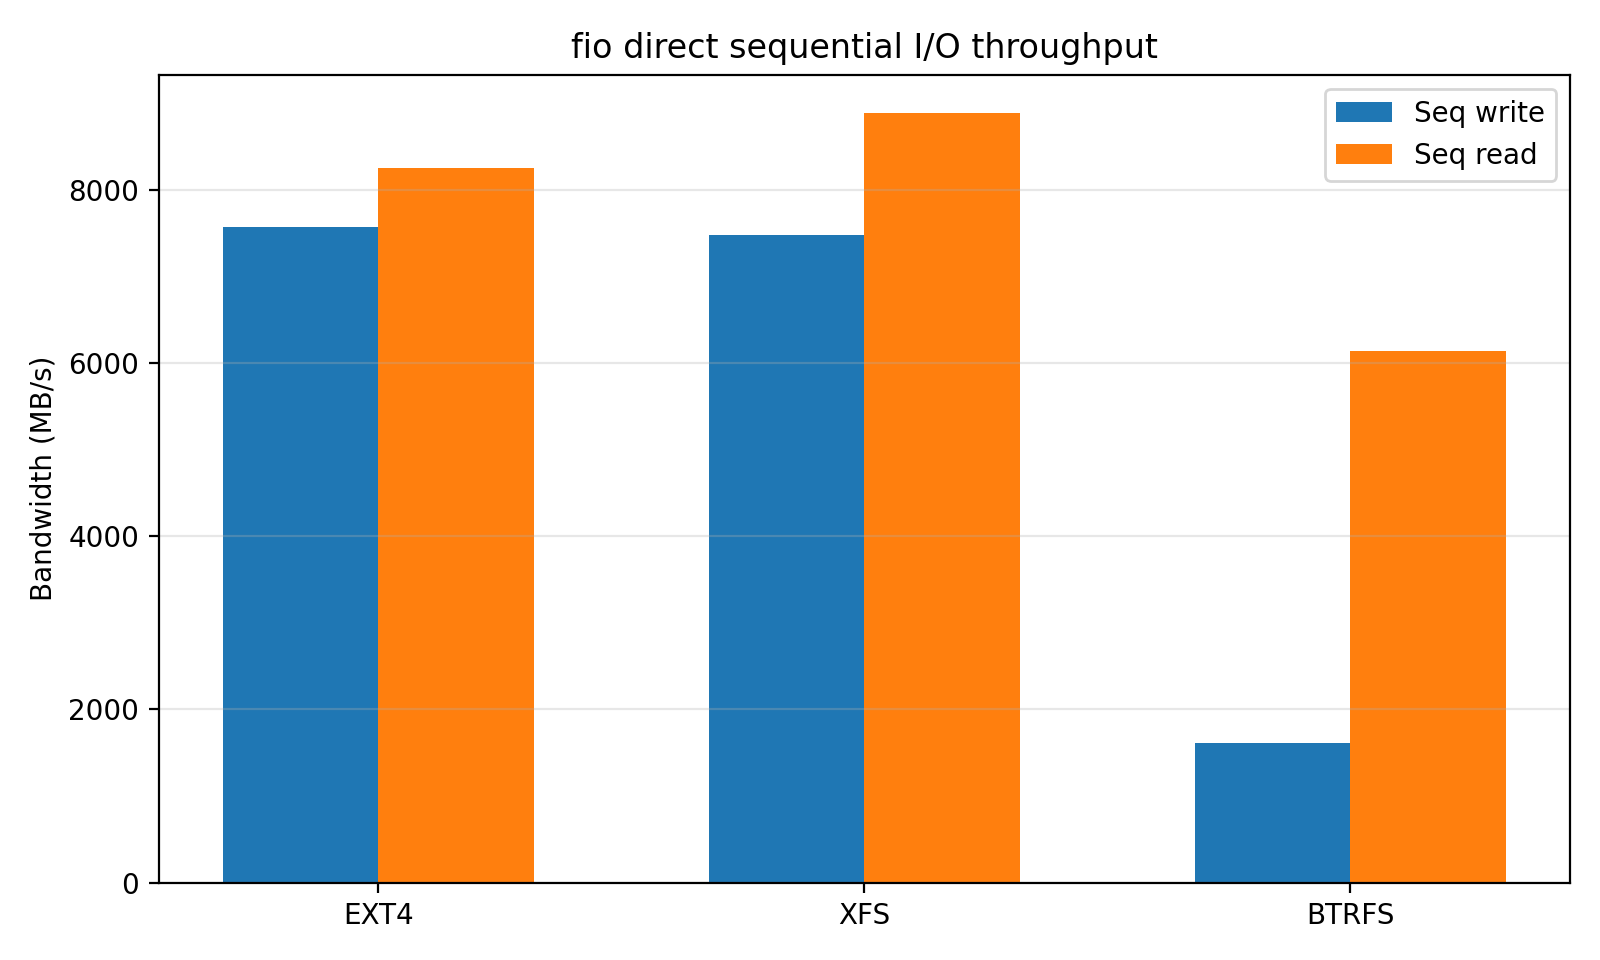 fio direct sequential I/O throughput
Seq write
Seq read
Bandwidth (MB/s)
8000
6000
4000
2000
0
EXT4
XFS
BTRFS